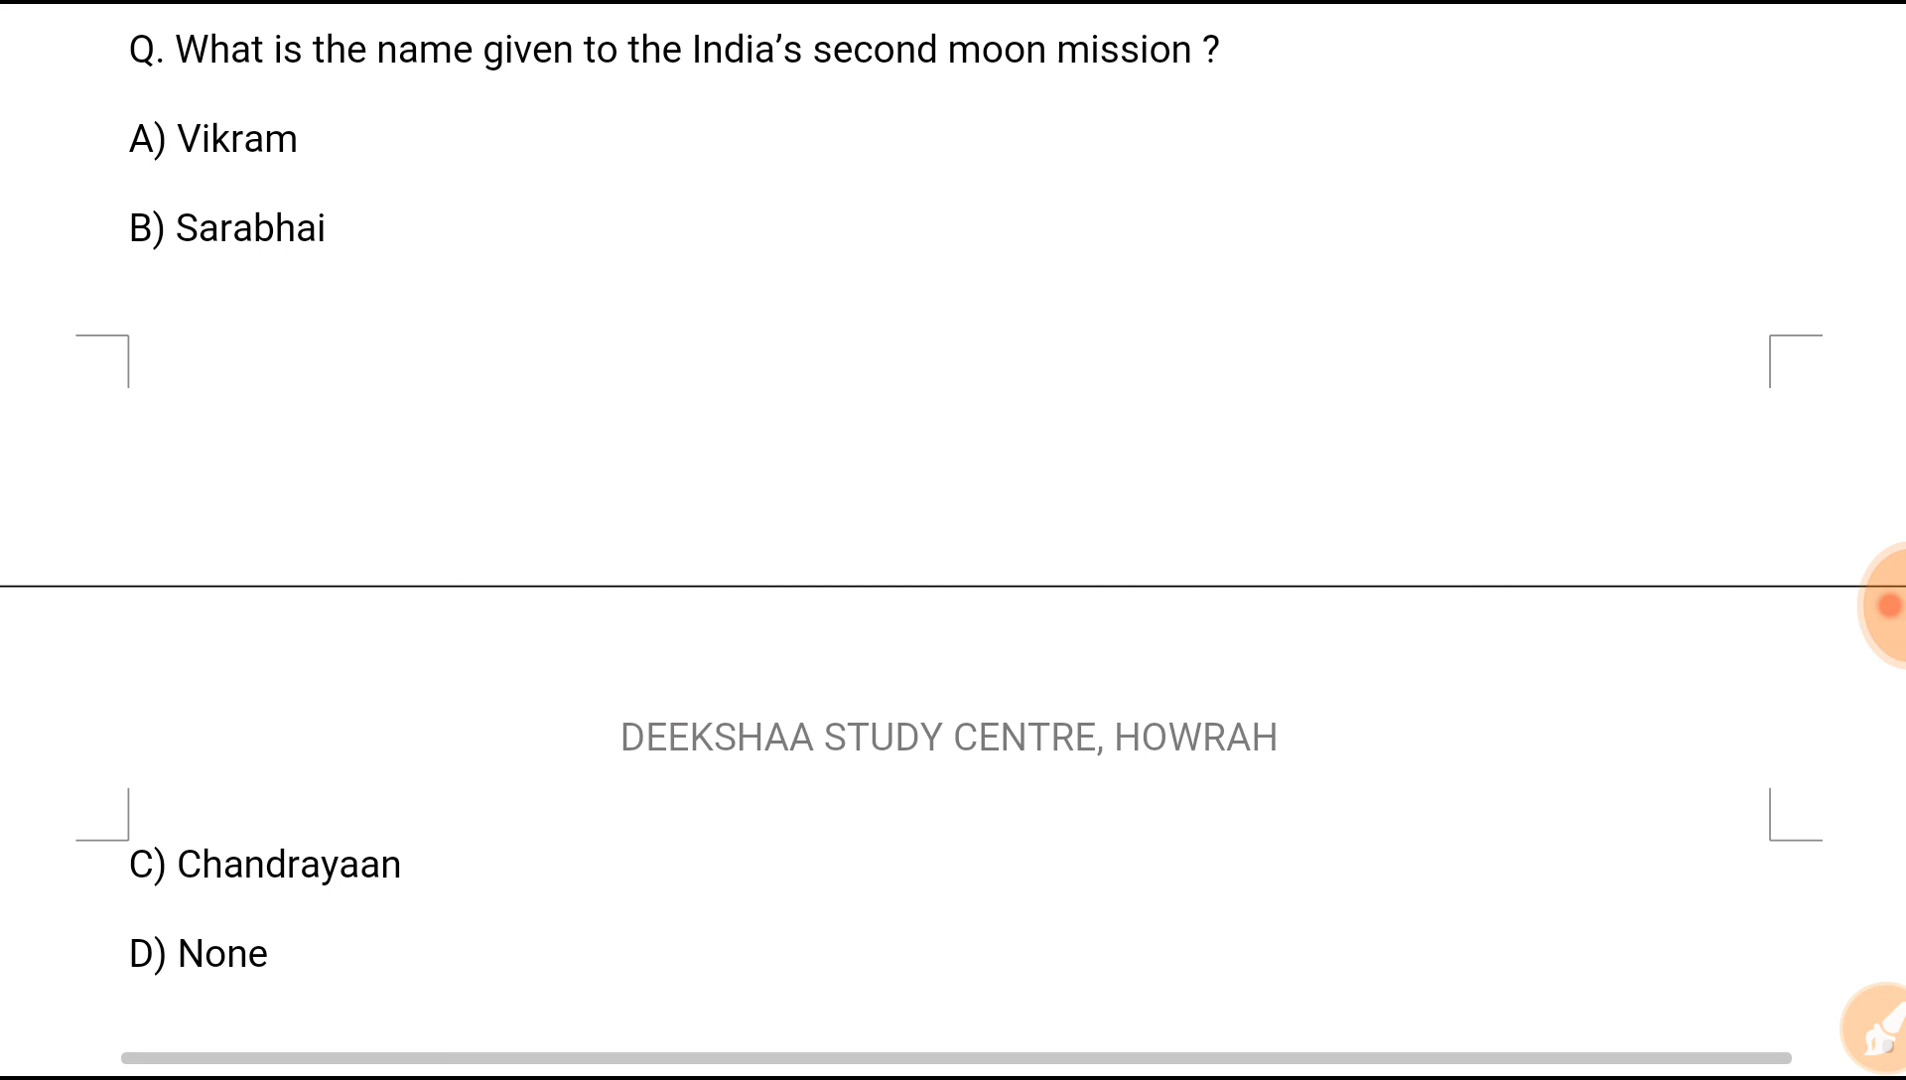 Q. What is the name given to the India’s second moon mission ?
A) Vikram
B) Sarabhai
DEEKSHAA STUDY CENTRE, HOWRAH
C) Chandrayaan
D) None